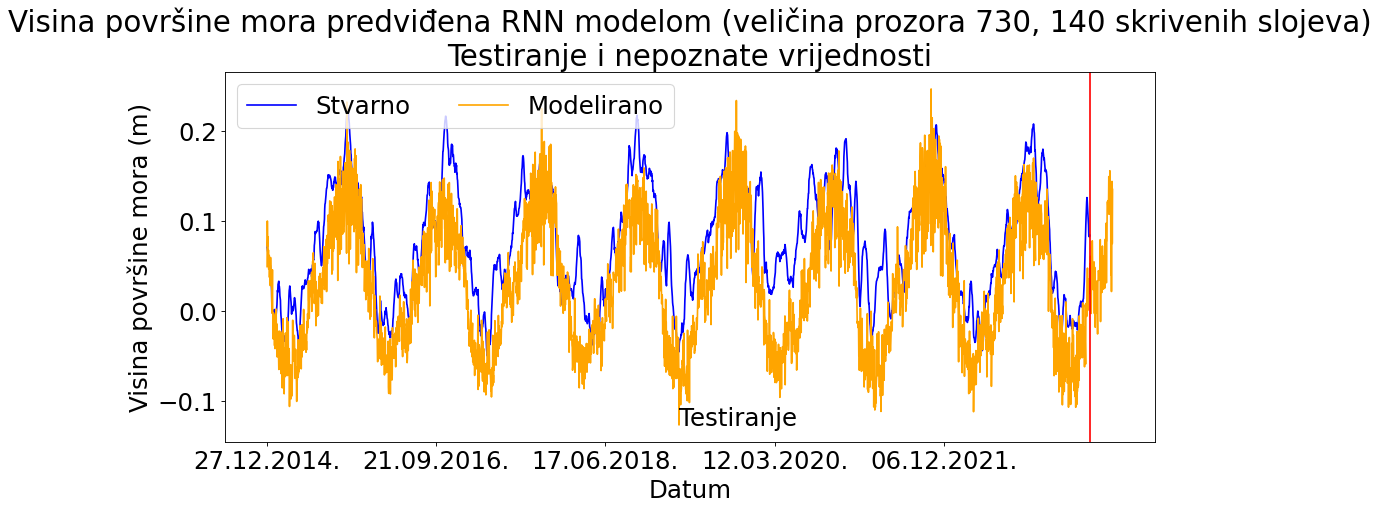 Visina površine mora predviđena RNN modelom (veličina prozora 730, 140 skrivenih slojeva)
Testiranje i nepoznate vrijednosti
Stvarno
Modelirano
Visina površine mora (m)
0.2
0.1
0.0
−0.1
Testiranje
27.12.2014.
21.09.2016.
17.06.2018.
12.03.2020.
06.12.2021.
Datum